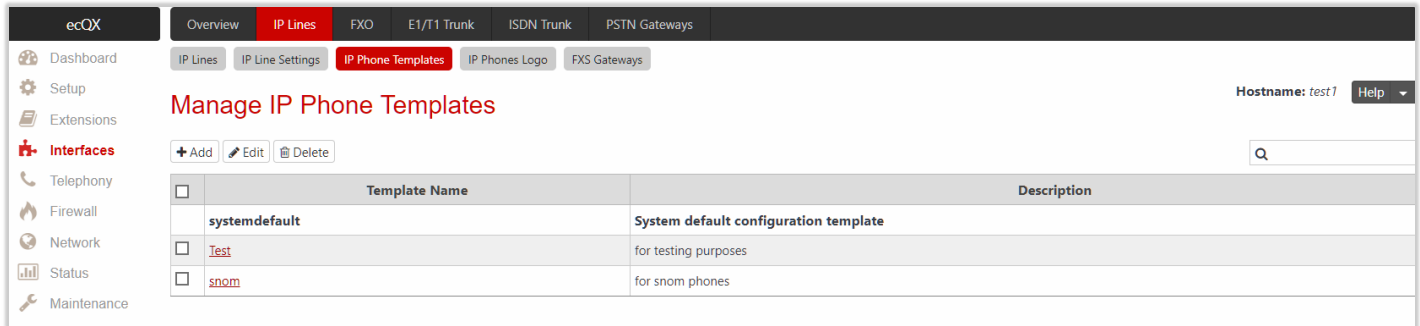 ecQX
Overview IP Lines FXO E1/T1 Trunk ISDN Trunk PSTN Gateways
Dashboard
Setup
Extensions
Interfaces
Telephony
Firewall
Network
Status
Maintenance
IP Lines IP Line Settings IP Phone Templates IP Phones Logo FXS Gateways
Hostname: test1 Help
Manage IP Phone Templates
Add Edit Delete
Template Name Description
systemdefault System default configuration template
Test for testing purposes
snom for snom phones